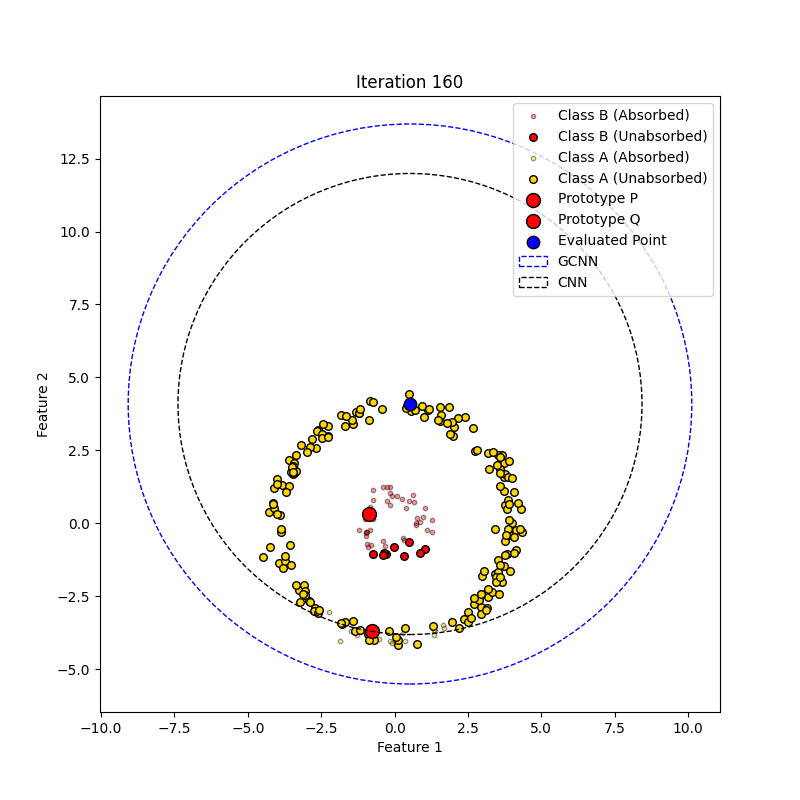 Iteration 160
Class B (Absorbed)
Class B (Unabsorbed)
Class A (Absorbed)
Class A (Unabsorbed)
Prototype P
Prototype Q
Evaluated Point
GCNN
CNN
12.5
10.0
7.5
5.0
2.5
0.0
−2.5
−5.0
Feature 2
−10.0 −7.5 −5.0 −2.5 0.0 2.5 5.0 7.5 10.0
Feature 1